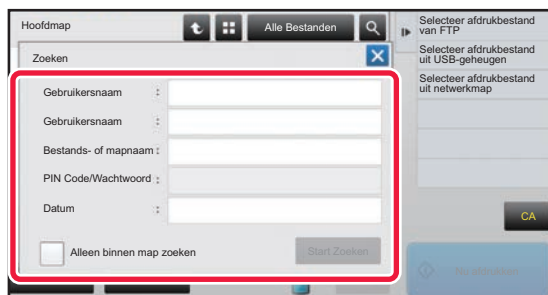 Hoofdmap
Alle Bestanden
Selecteer afdrukbestand
van FTP
Selecteer afdrukbestand
uit USB-geheugen
Selecteer afdrukbestand
uit netwerkmap
Zoeken
Gebruikersnaam :
Gebruikersnaam :
Bestands- of mapnaam :
PIN Code/Wachtwoord :
Datum :
Alleen binnen map zoeken
Start Zoeken
CA